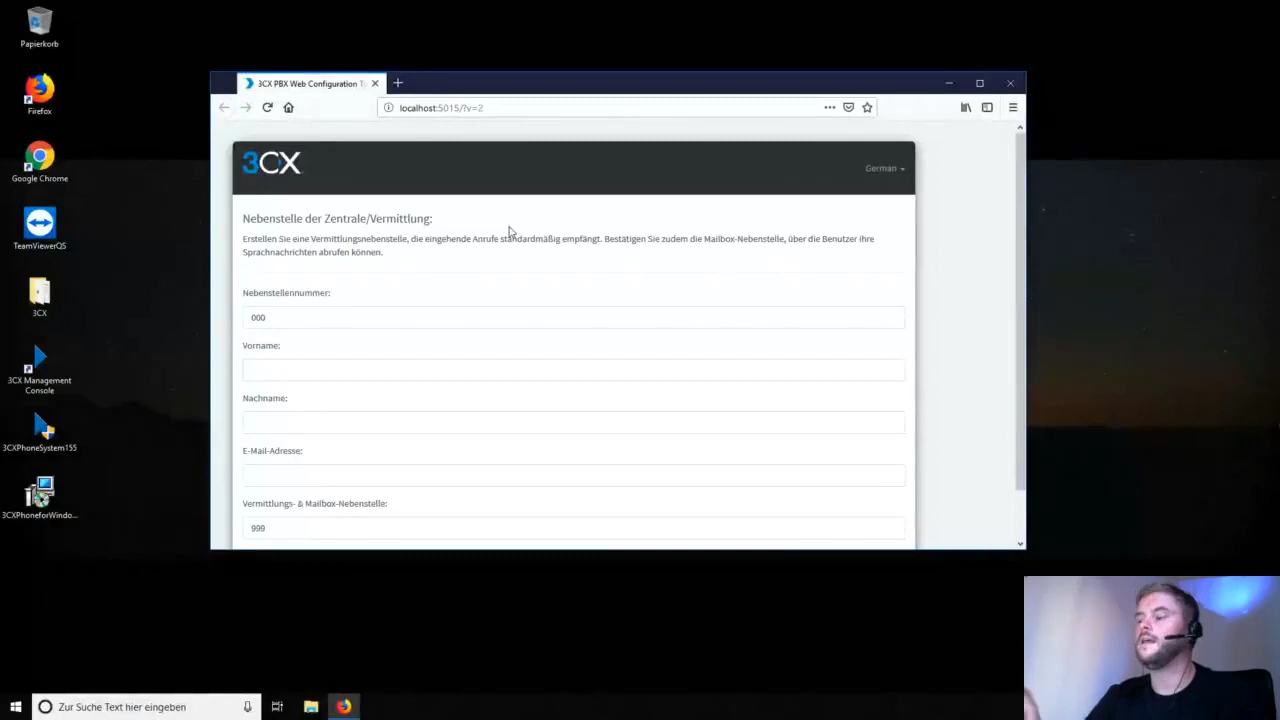 Papierkorb
Firefox
Google Chrome
TeamViewerQS
3CX
3CX Management
Console
3CXPhoneSystem155
3CXPhoneforWindo...
3CX PBX Web Configuration T
localhost:5015/?v=2
3CX
German
Nebenstelle der Zentrale/Vermittlung:
Erstellen Sie eine Vermittlungsnebenstelle, die eingehende Anrufe standardmäßig empfängt. Bestätigen Sie zudem die Mailbox-Nebenstelle, über die Benutzer ihre
Sprachnachrichten abrufen können.
Nebenstellennummer:
000
Vorname:
Nachname:
E-Mail-Adresse:
Vermittlungs- & Mailbox-Nebenstelle:
999
Zur Suche Text hier eingeben